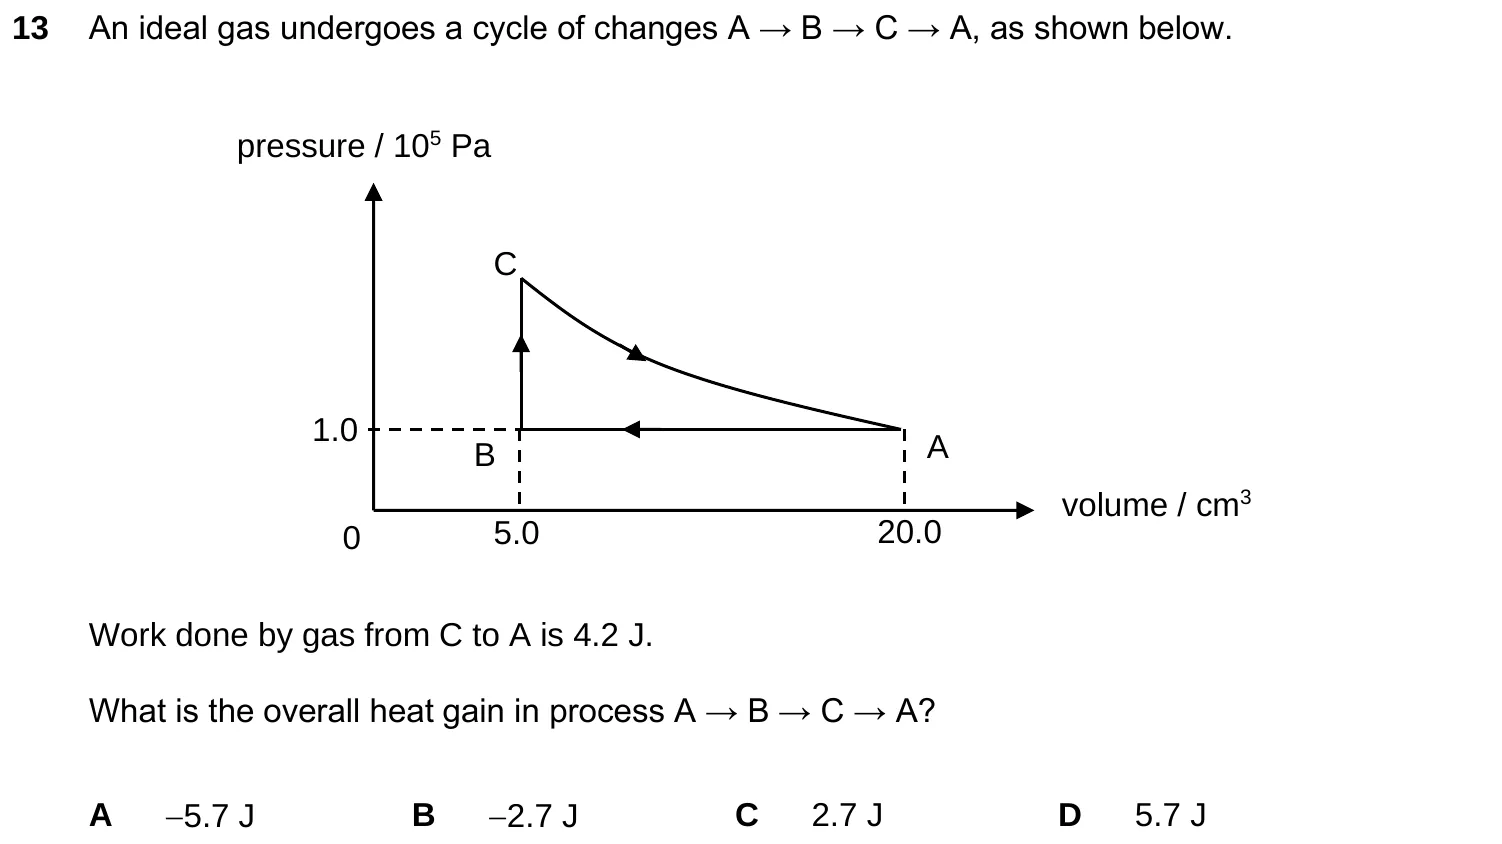 13 An ideal gas undergoes a cycle of changes A → B → C → A, as shown below.
pressure / 10⁵ Pa
C
1.0
B
A
volume / cm³
0
5.0
20.0
Work done by gas from C to A is 4.2 J.
What is the overall heat gain in process A → B → C → A?
A –5.7 J B –2.7 J C 2.7 J D 5.7 J